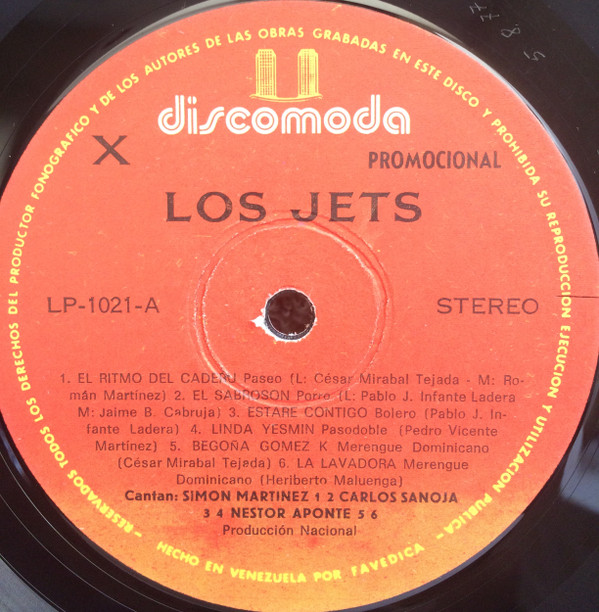 RESERVADOS TODOS LOS DERECHOS DEL PRODUCTOR FONOGRAFICO Y DE LOS AUTORES DE LAS OBRAS GRABADAS EN ESTE DISCO Y PROHIBIDA SU REPRODUCCION EJECUCION Y UTILIZACION PUBLICA
5 8.77
discomoda
X PROMOCIONAL
LOS JETS
LP-1021-A STEREO
1. EL RITMO DEL CADEÑU Paseo (L: César Mirabal Tejada - M: Ro-
mán Martínez) 2. EL SABROSON Porro (L: Pablo J. Infante Ladera
M: Jaime B. Cabruja) 3. ESTARE CONTIGO Bolero (Pablo J. In-
fante Ladera) 4. LINDA YESMIN Pasodoble (Pedro Vicente
Martínez) 5. BEGOÑA GOMEZ K Merengue Dominicano
(César Mirabal Tejada) 6. LA LAVADORA Merengue
Dominicano (Heriberto Maluenga)
Cantan: SIMON MARTINEZ 1 2 CARLOS SANOJA
3 4 NESTOR APONTE 5 6
Producción Nacional
HECHO EN VENEZUELA POR FAVEDICA